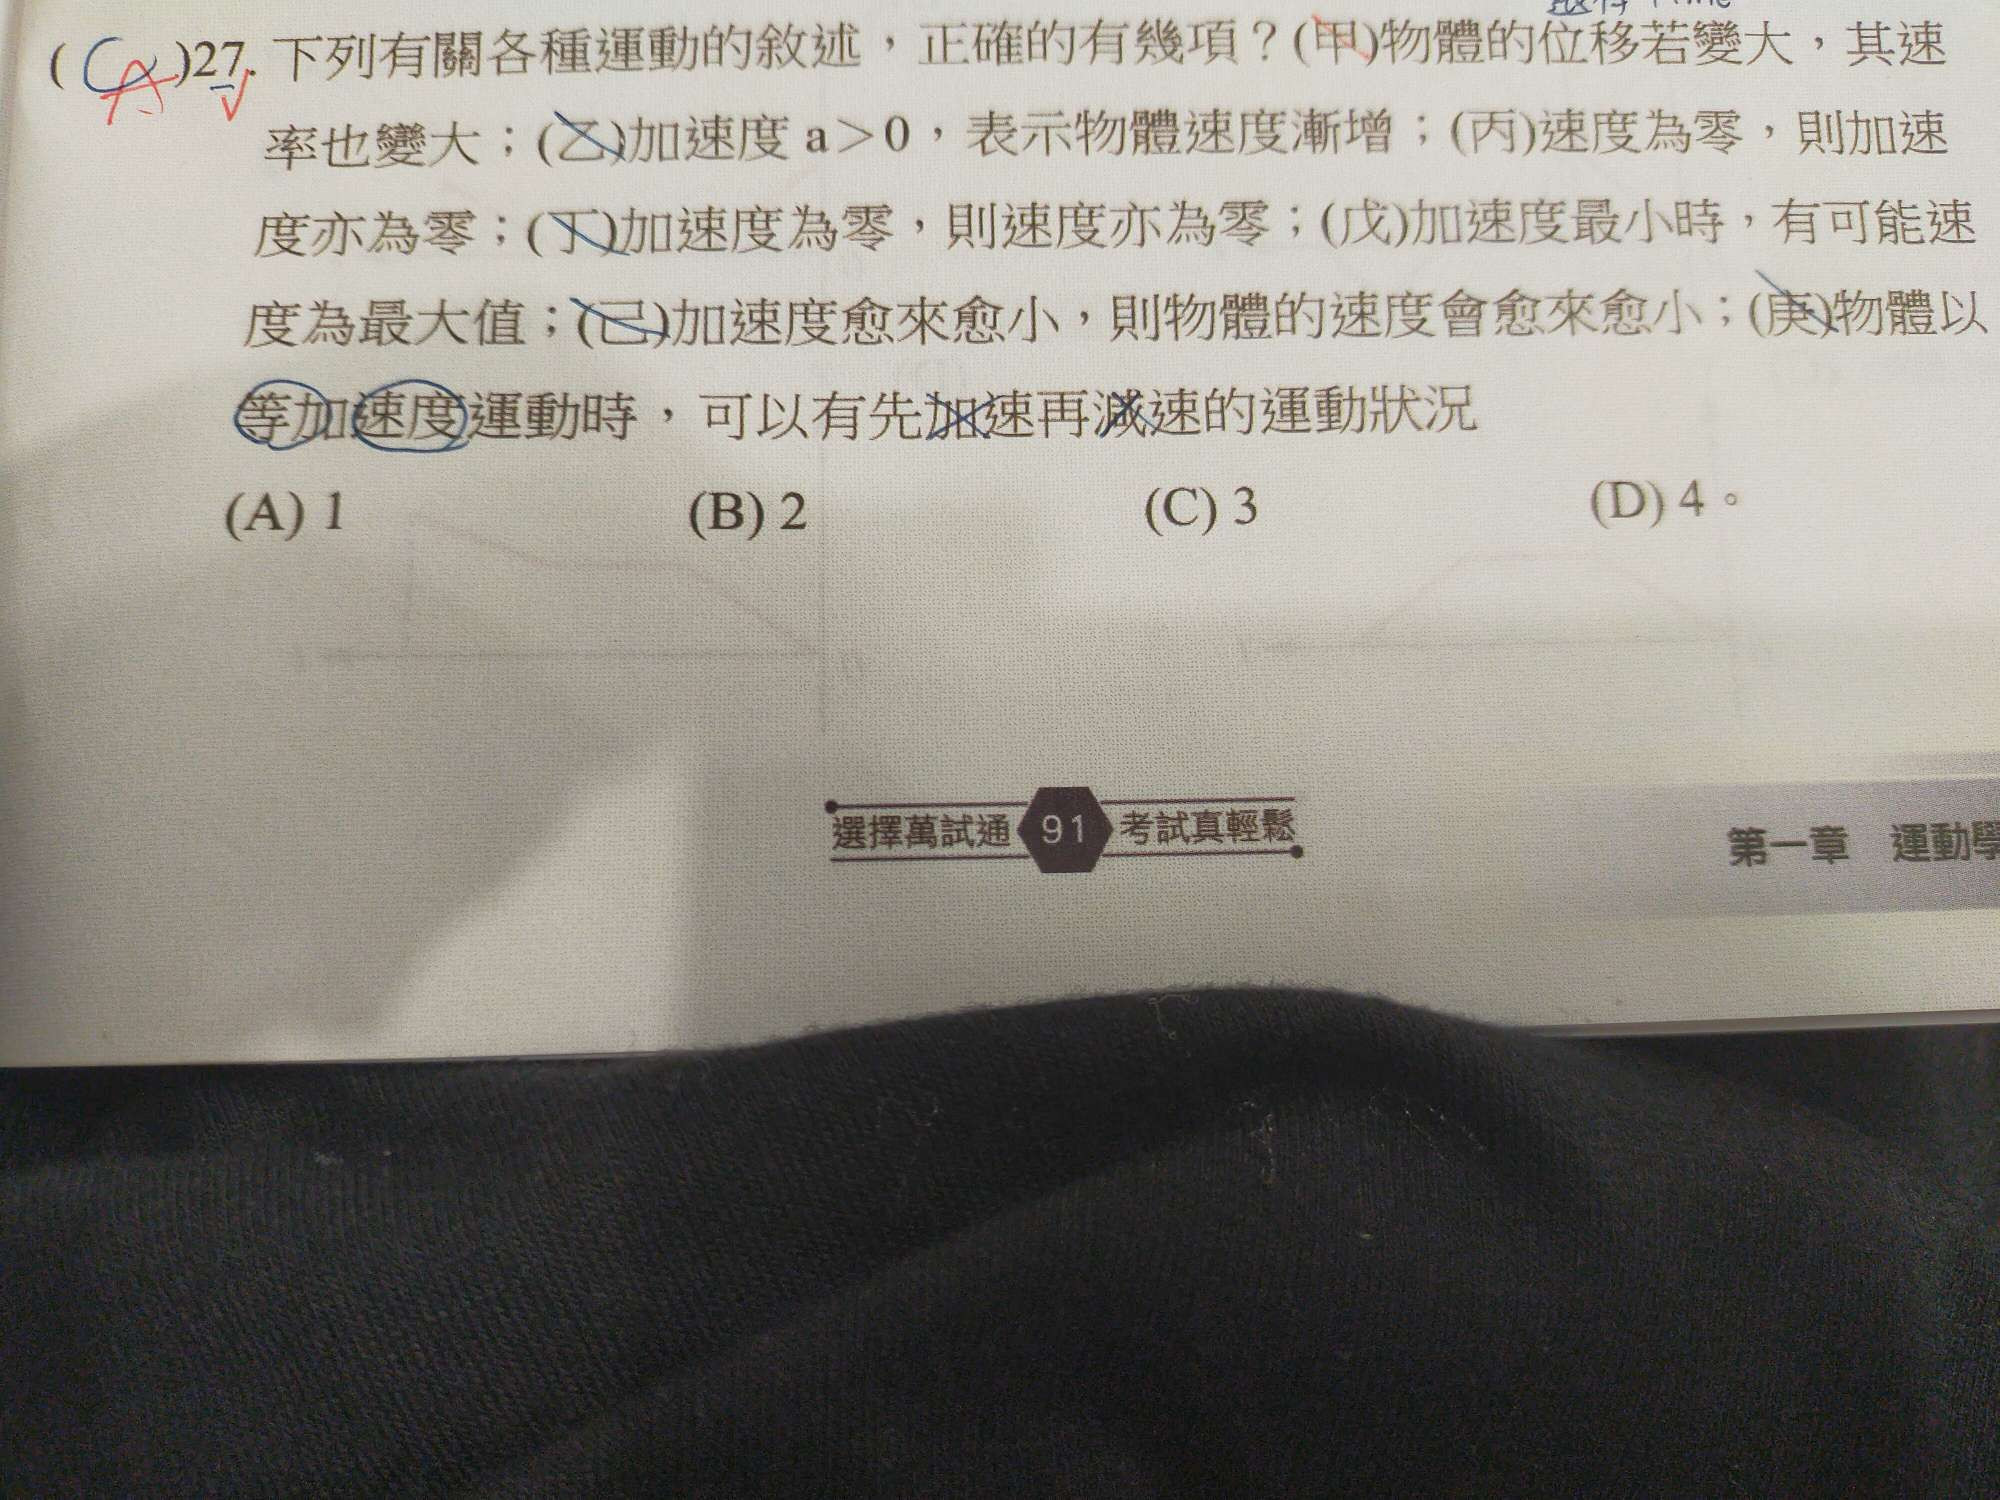 ( C A )27. 下列有關各種運動的敘述，正確的有幾項？(甲)物體的位移若變大，其速
率也變大；(乙)加速度 a＞0，表示物體速度漸增；(丙)速度為零，則加速
度亦為零；(丁)加速度為零，則速度亦為零；(戊)加速度最小時，有可能速
度為最大值；(己)加速度愈來愈小，則物體的速度會愈來愈小；(庚)物體以
等加速度運動時，可以有先加速再減速的運動狀況
(A) 1 (B) 2 (C) 3 (D) 4。
選擇萬試通 91 考試真輕鬆
第一章 運動學